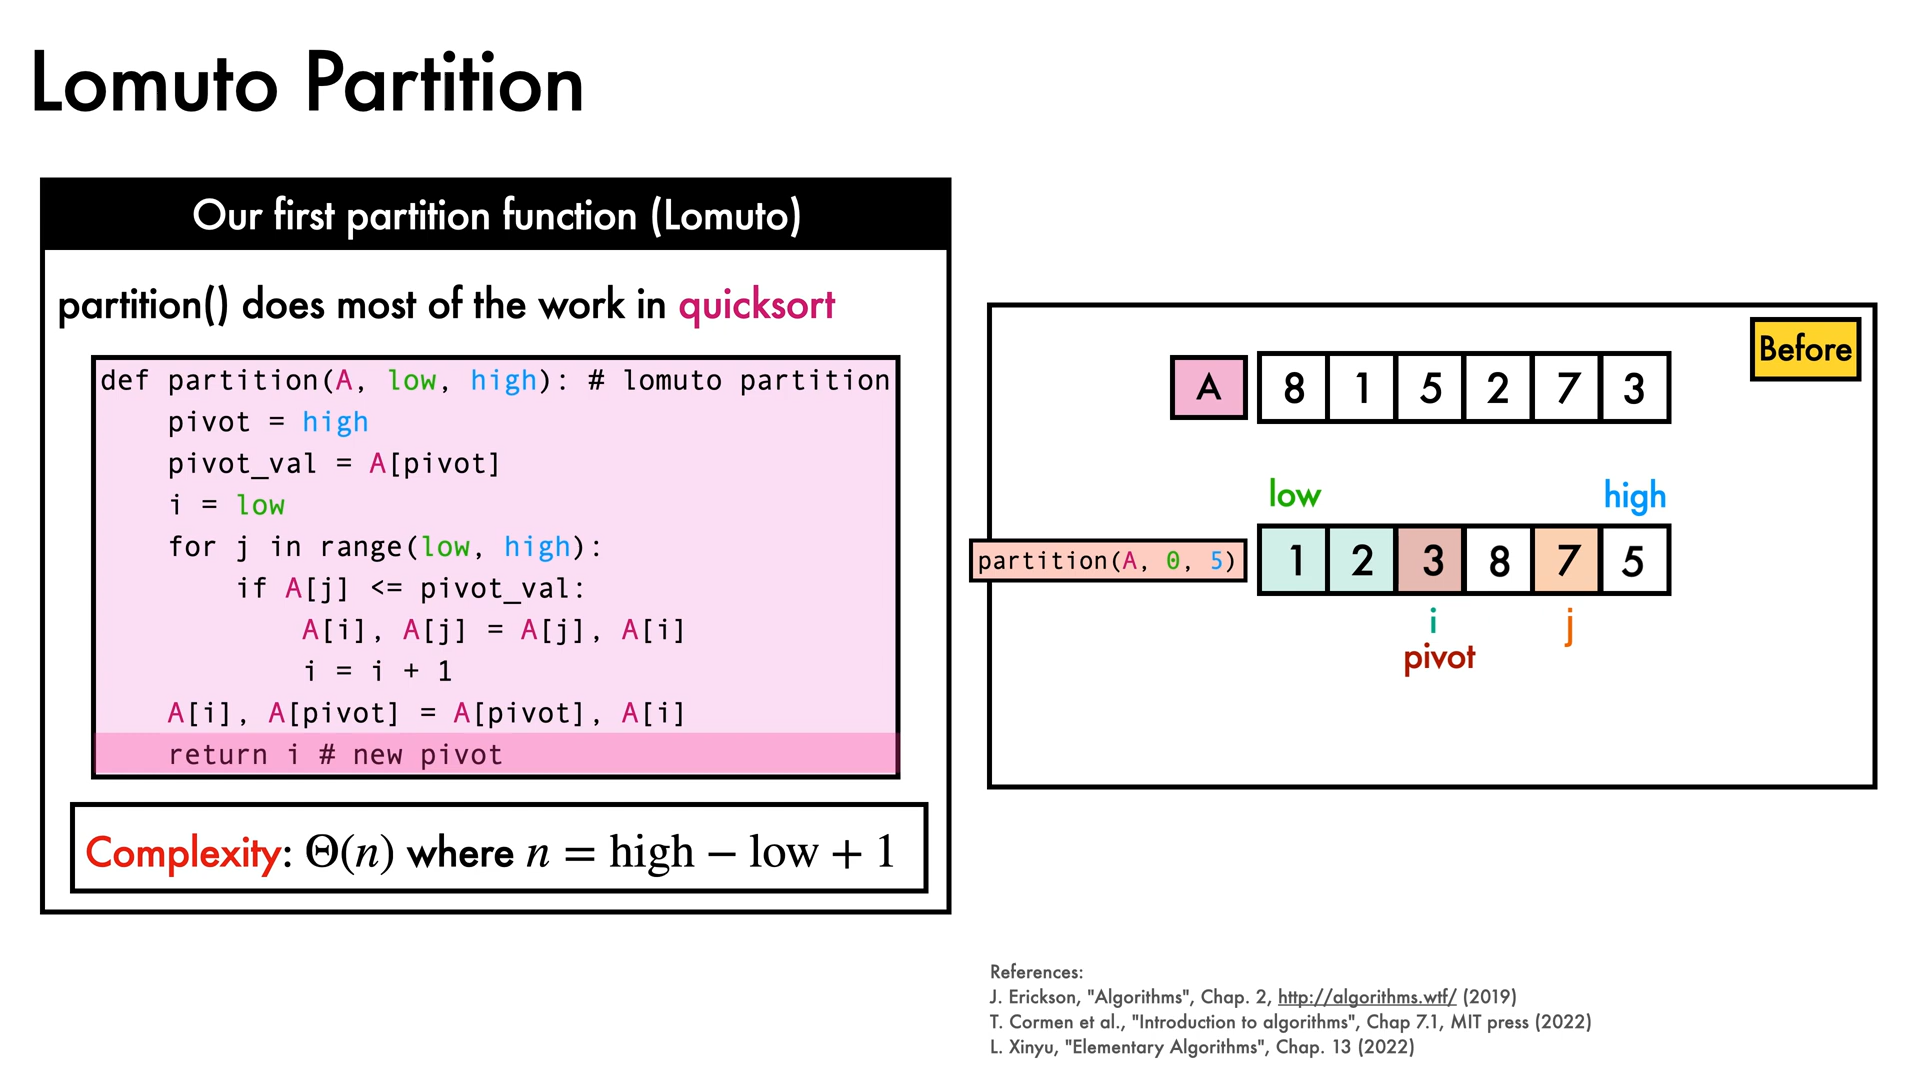 Lomuto Partition
Our first partition function (Lomuto)
partition() does most of the work in quicksort
def partition(A, low, high): # lomuto partition
    pivot = high
    pivot_val = A[pivot]
    i = low
    for j in range(low, high):
        if A[j] <= pivot_val:
            A[i], A[j] = A[j], A[i]
            i = i + 1
    A[i], A[pivot] = A[pivot], A[i]
    return i # new pivot
Complexity: Θ(n) where n = high − low + 1
Before
A 8 1 5 2 7 3
low high
partition(A, 0, 5) 1 2 3 8 7 5
i j
pivot
References:
J. Erickson, "Algorithms", Chap. 2, http://algorithms.wtf/ (2019)
T. Cormen et al., "Introduction to algorithms", Chap 7.1, MIT press (2022)
L. Xinyu, "Elementary Algorithms", Chap. 13 (2022)